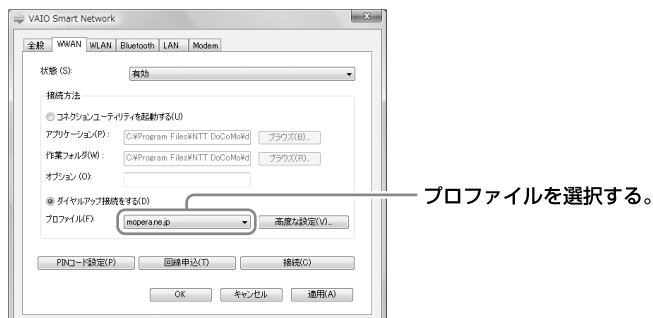 VAIO Smart Network
全般 WWAN WLAN Bluetooth LAN Modem
状態 (S): 有効
接続方法
コネクションユーティリティを起動する(U)
アプリケーション(P): C:¥Program Files¥NTT DoCoMo¥d ブラウズ(B)...
作業フォルダ(W): C:¥Program Files¥NTT DoCoMo¥d ブラウズ(R)...
オプション (O):
ダイヤルアップ接続をする(D)
プロファイルを選択する。
プロファイル(F): mopera.ne.jp 高度な設定(V)...
PINコード設定(P) 回線申込(T) 接続(C)
OK キャンセル 適用(A)